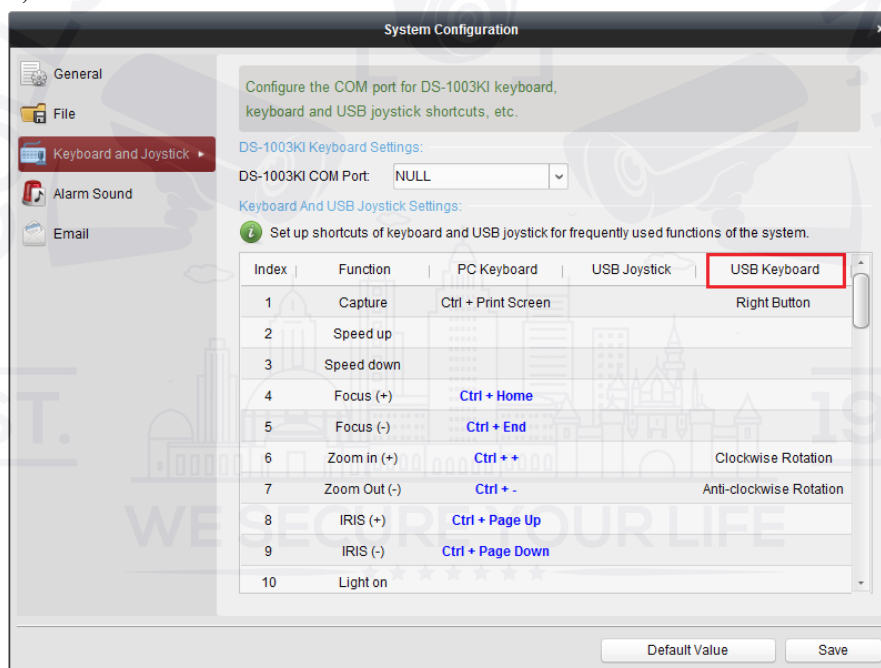 System Configuration
General
File
Keyboard and Joystick
Alarm Sound
Email
Configure the COM port for DS-1003KI keyboard,
keyboard and USB joystick shortcuts, etc.
DS-1003KI Keyboard Settings:
DS-1003KI COM Port: NULL
Keyboard And USB Joystick Settings:
Set up shortcuts of keyboard and USB joystick for frequently used functions of the system.
Index Function PC Keyboard USB Joystick USB Keyboard
1 Capture Ctrl + Print Screen Right Button
2 Speed up
3 Speed down
4 Focus (+) Ctrl + Home
5 Focus (-) Ctrl + End
6 Zoom in (+) Ctrl + + Clockwise Rotation
7 Zoom Out (-) Ctrl + - Anti-clockwise Rotation
8 IRIS (+) Ctrl + Page Up
9 IRIS (-) Ctrl + Page Down
10 Light on
WE SECURE YOUR LIFE
Default Value Save